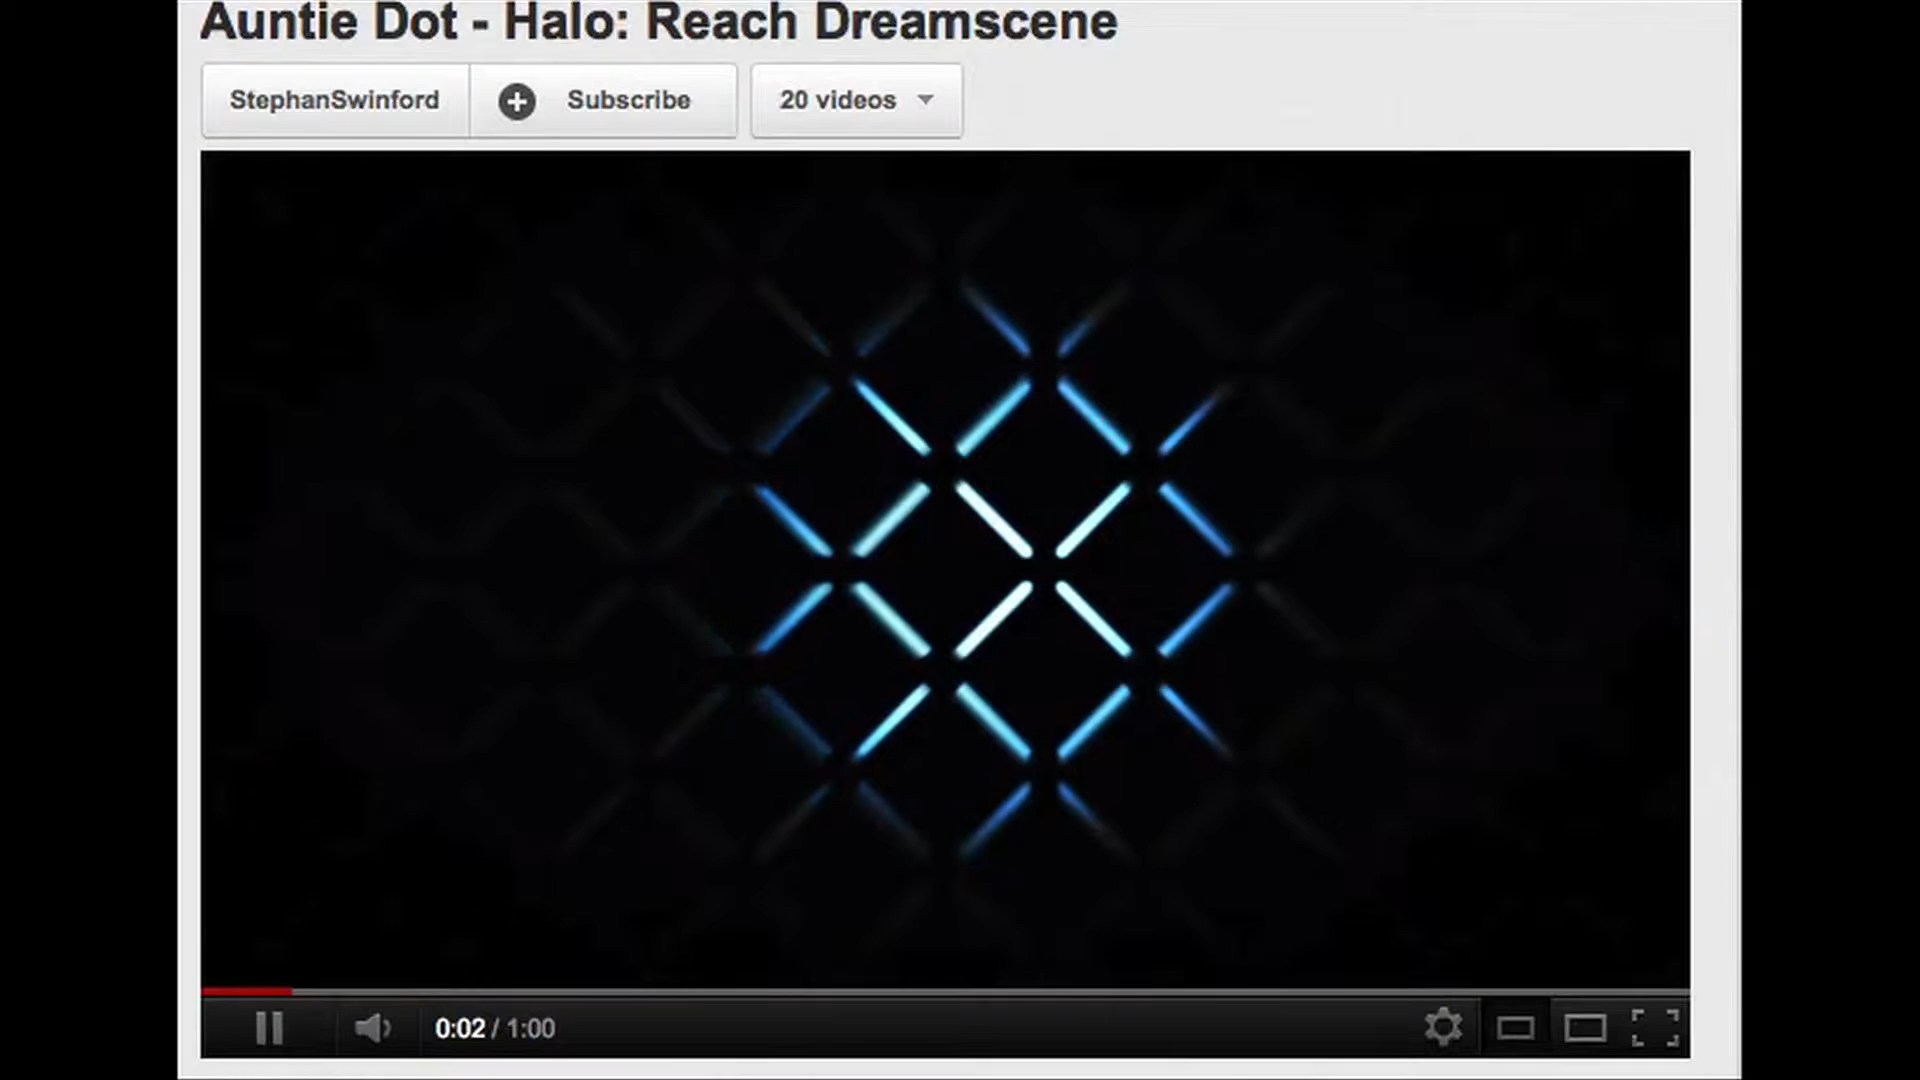 Auntie Dot - Halo: Reach Dreamscene
StephanSwinford Subscribe 20 videos
0:02 / 1:00